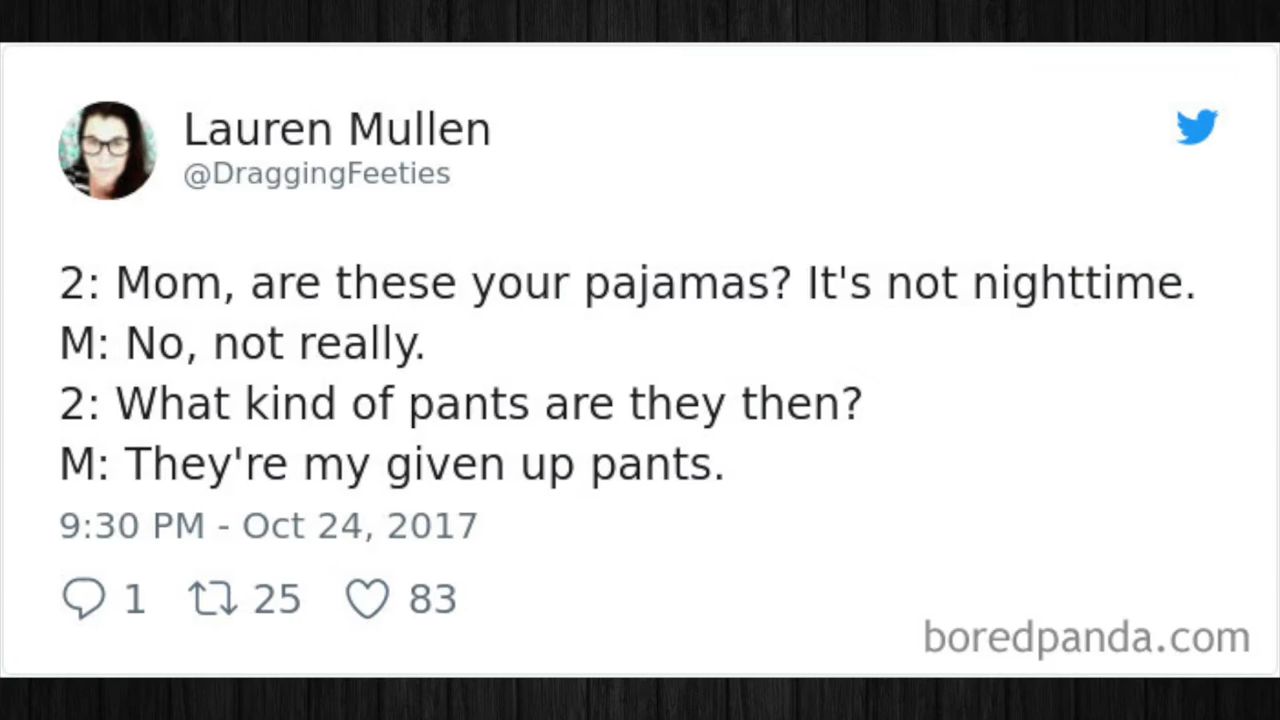 Lauren Mullen
@DraggingFeeties
2: Mom, are these your pajamas? It's not nighttime.
M: No, not really.
2: What kind of pants are they then?
M: They're my given up pants.
9:30 PM - Oct 24, 2017
1 25 83
boredpanda.com